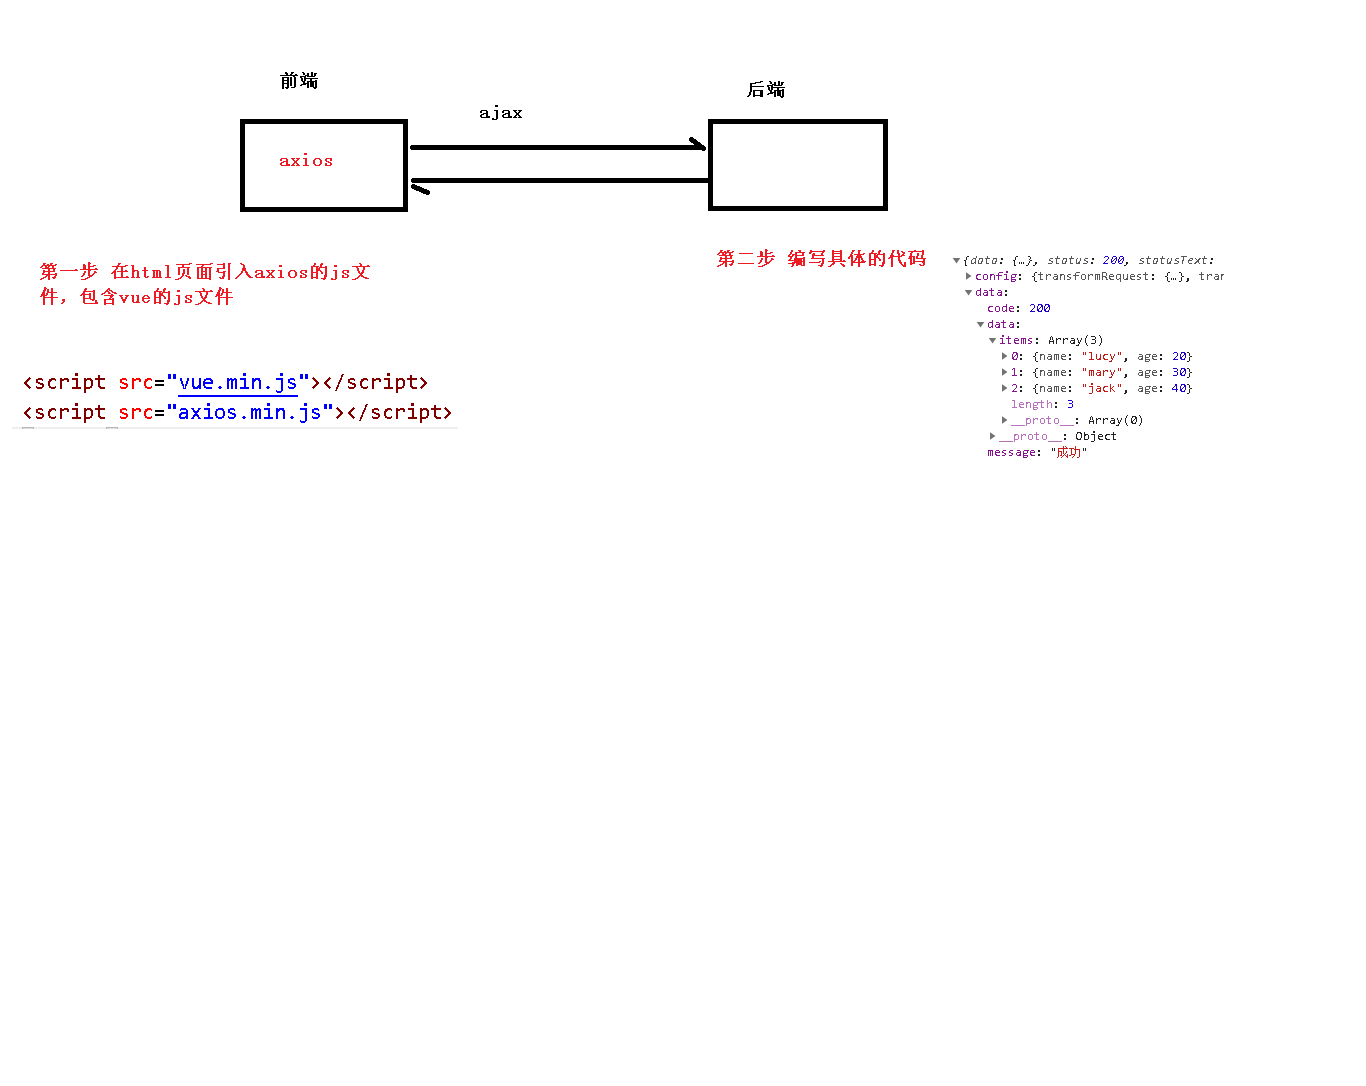 前端
后端
ajax
axios
第一步 在html页面引入axios的js文
件，包含vue的js文件
<script src="vue.min.js"></script>
<script src="axios.min.js"></script>
第二步 编写具体的代码
{data: {…}, status: 200, statusText:
config: {transformRequest: {…}, trar
data:
code: 200
data:
items: Array(3)
0: {name: "lucy", age: 20}
1: {name: "mary", age: 30}
2: {name: "jack", age: 40}
length: 3
__proto__: Array(0)
__proto__: Object
message: "成功"